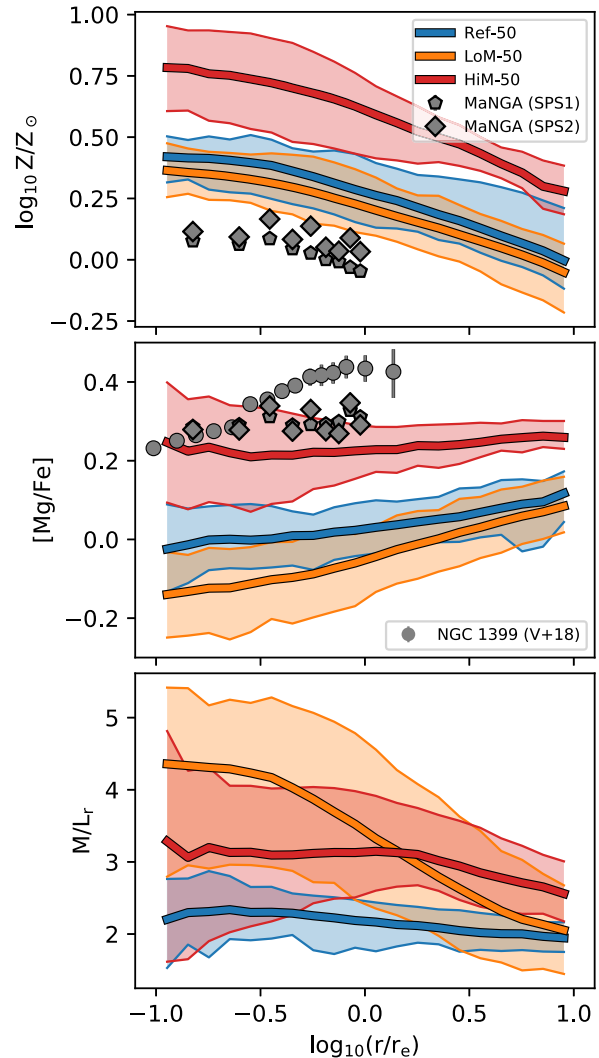 1.00
0.75
0.50
0.25
0.00
−0.25
log₁₀ Z/Z⊙
Ref-50
LoM-50
HiM-50
MaNGA (SPS1)
MaNGA (SPS2)
0.4
0.2
0.0
−0.2
[Mg/Fe]
NGC 1399 (V+18)
5
4
3
2
M/Lᵣ
−1.0 −0.5 0.0 0.5 1.0
log₁₀(r/rₑ)